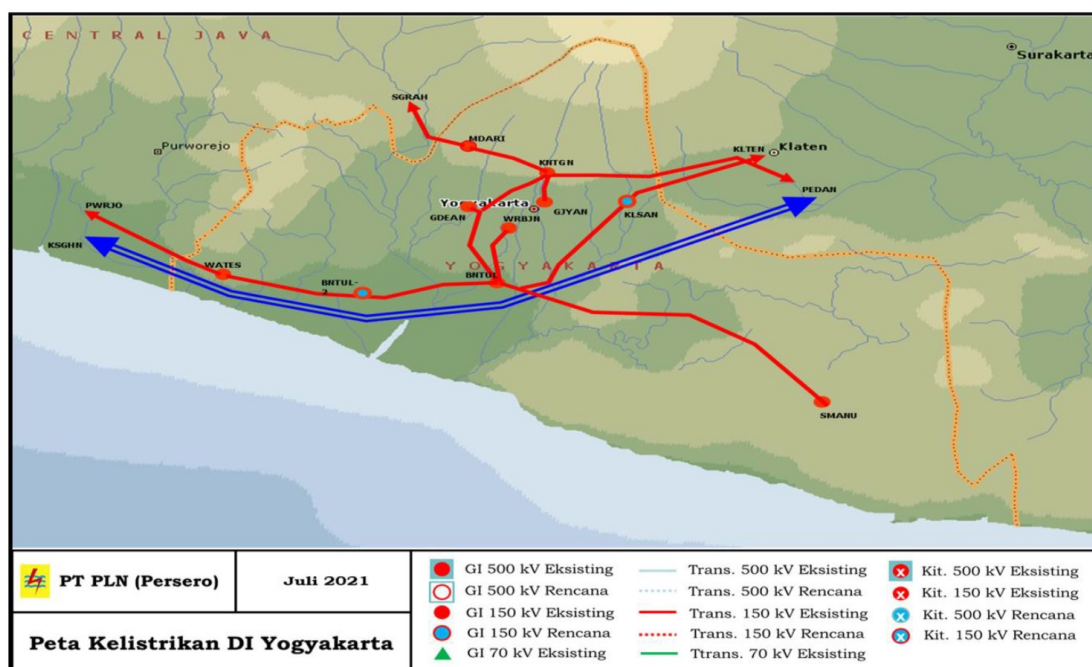 CENTRAL JAVA
Surakarta
SGRAH
MDARI
Purworejo
KNTGN
KLTEN
Klaten
PEDAN
PWRJO
Yogyakarta
GDEAN
WRBJN
GJYAN
KLSAN
KSGHN
WATES
YOGYAKARTA
BNTUL-
2
BNTUL
SMANU
PT PLN (Persero)
Juli 2021
Peta Kelistrikan DI Yogyakarta
GI 500 kV Eksisting
GI 500 kV Rencana
GI 150 kV Eksisting
GI 150 kV Rencana
GI 70 kV Eksisting
Trans. 500 kV Eksisting
Trans. 500 kV Rencana
Trans. 150 kV Eksisting
Trans. 150 kV Rencana
Ttrans. 70 kV Eksisting
Kit. 500 kV Eksisting
Kit. 150 kV Eksisting
Kit. 500 kV Rencana
Kit. 150 kV Rencana